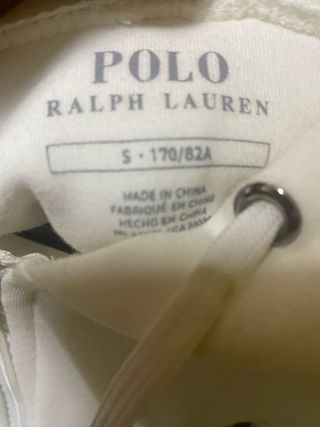 POLO
RALPH LAUREN
S • 170/82A
MADE IN CHINA
FABRIQUÉ EN CHINE
HECHO EN CHINA